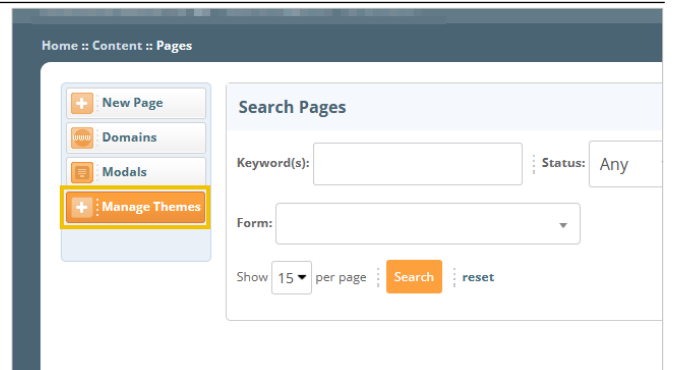 Home :: Content :: Pages
New Page
www Domains
Modals
Manage Themes
Search Pages
Keyword(s):
Status: Any
Form:
Show 15 per page Search reset